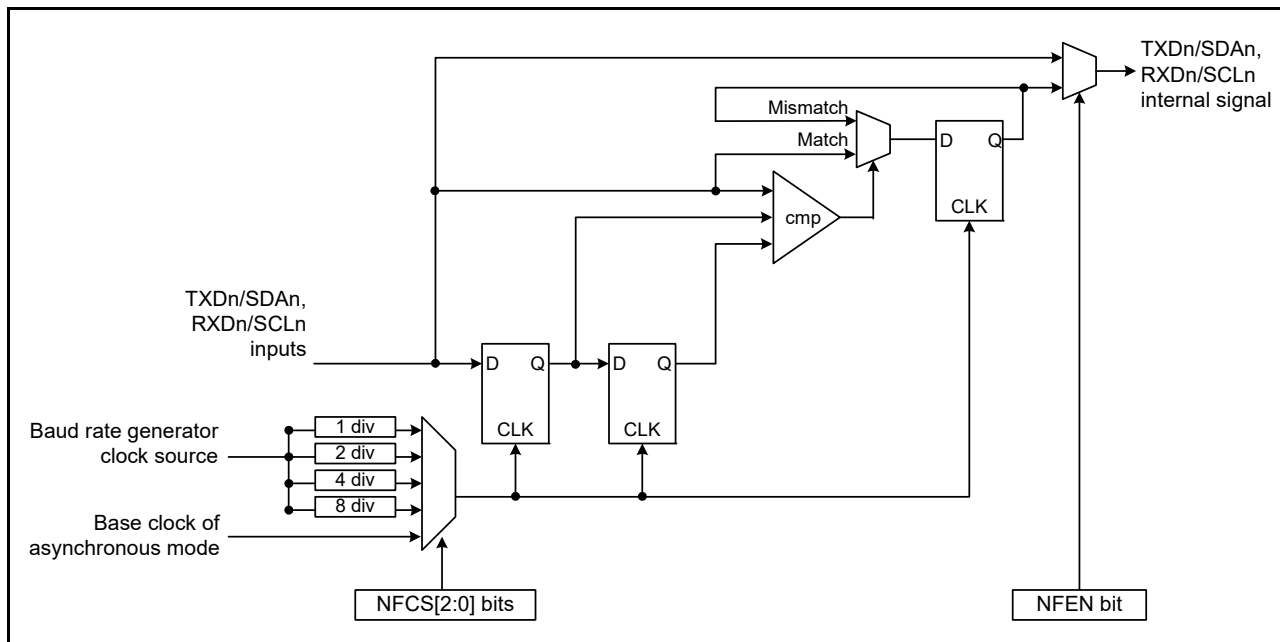 TXDn/SDAn,
RXDn/SCLn
internal signal
Mismatch
Match
D
Q
CLK
cmp
TXDn/SDAn,
RXDn/SCLn
inputs
D
Q
CLK
D
Q
CLK
Baud rate generator
clock source
1 div
2 div
4 div
8 div
Base clock of
asynchronous mode
NFCS[2:0] bits
NFEN bit